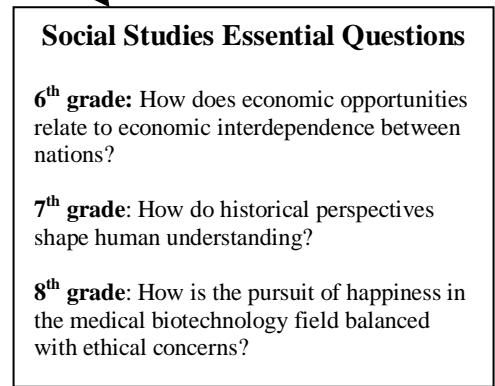 Social Studies Essential Questions
6th grade: How does economic opportunities
relate to economic interdependence between
nations?
7th grade: How do historical perspectives
shape human understanding?
8th grade: How is the pursuit of happiness in
the medical biotechnology field balanced
with ethical concerns?